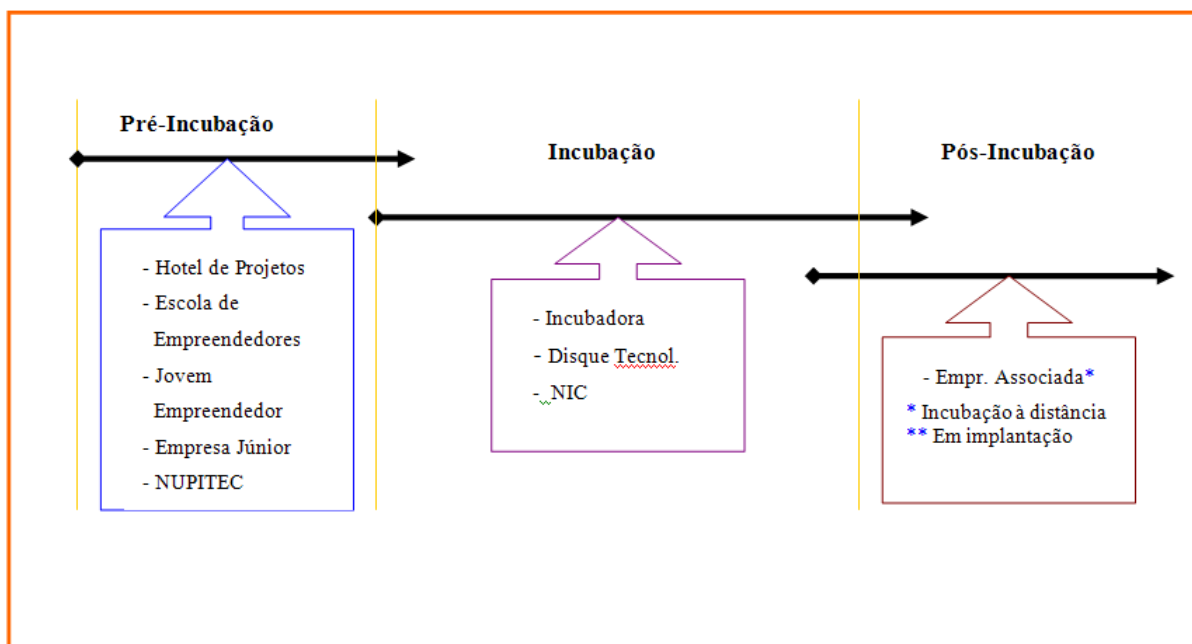 Pré-Incubação
- Hotel de Projetos
- Escola de
Empreendedores
- Jovem
Empreendedor
- Empresa Júnior
- NUPITEC
Incubação
- Incubadora
- Disque Tecnol.
- NIC
Pós-Incubação
- Empr. Associada*
* Incubação à distância
** Em implantação